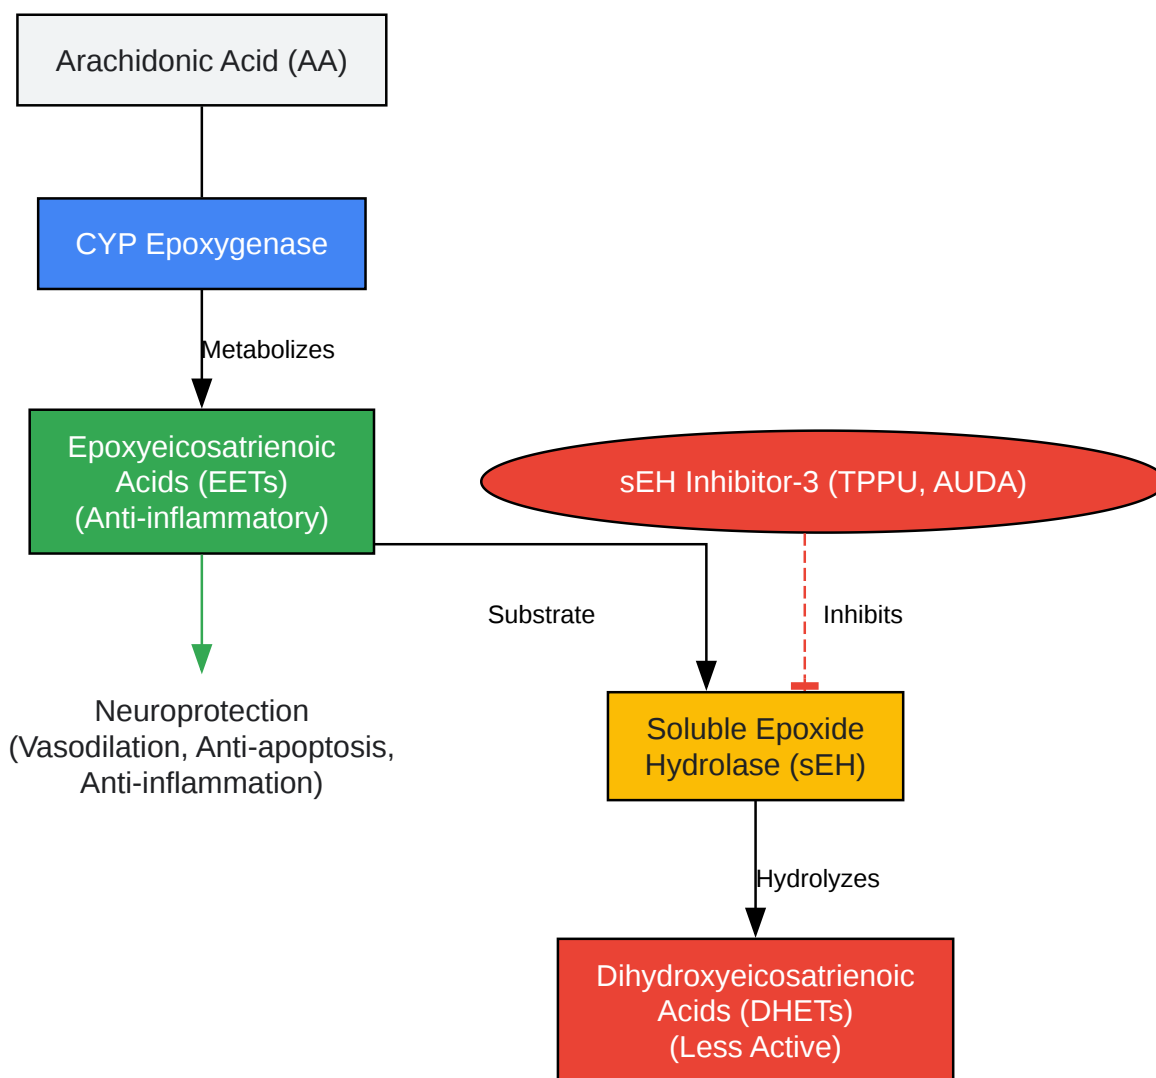 Arachidonic Acid (AA)
CYP Epoxygenase
Metabolizes
Epoxyeicosatrienoic
Acids (EETs)
(Anti-inflammatory)
sEH Inhibitor-3 (TPPU, AUDA)
Substrate
Inhibits
Neuroprotection
(Vasodilation, Anti-apoptosis,
Anti-inflammation)
Soluble Epoxide
Hydrolase (sEH)
Hydrolyzes
Dihydroxyeicosatrienoic
Acids (DHETs)
(Less Active)